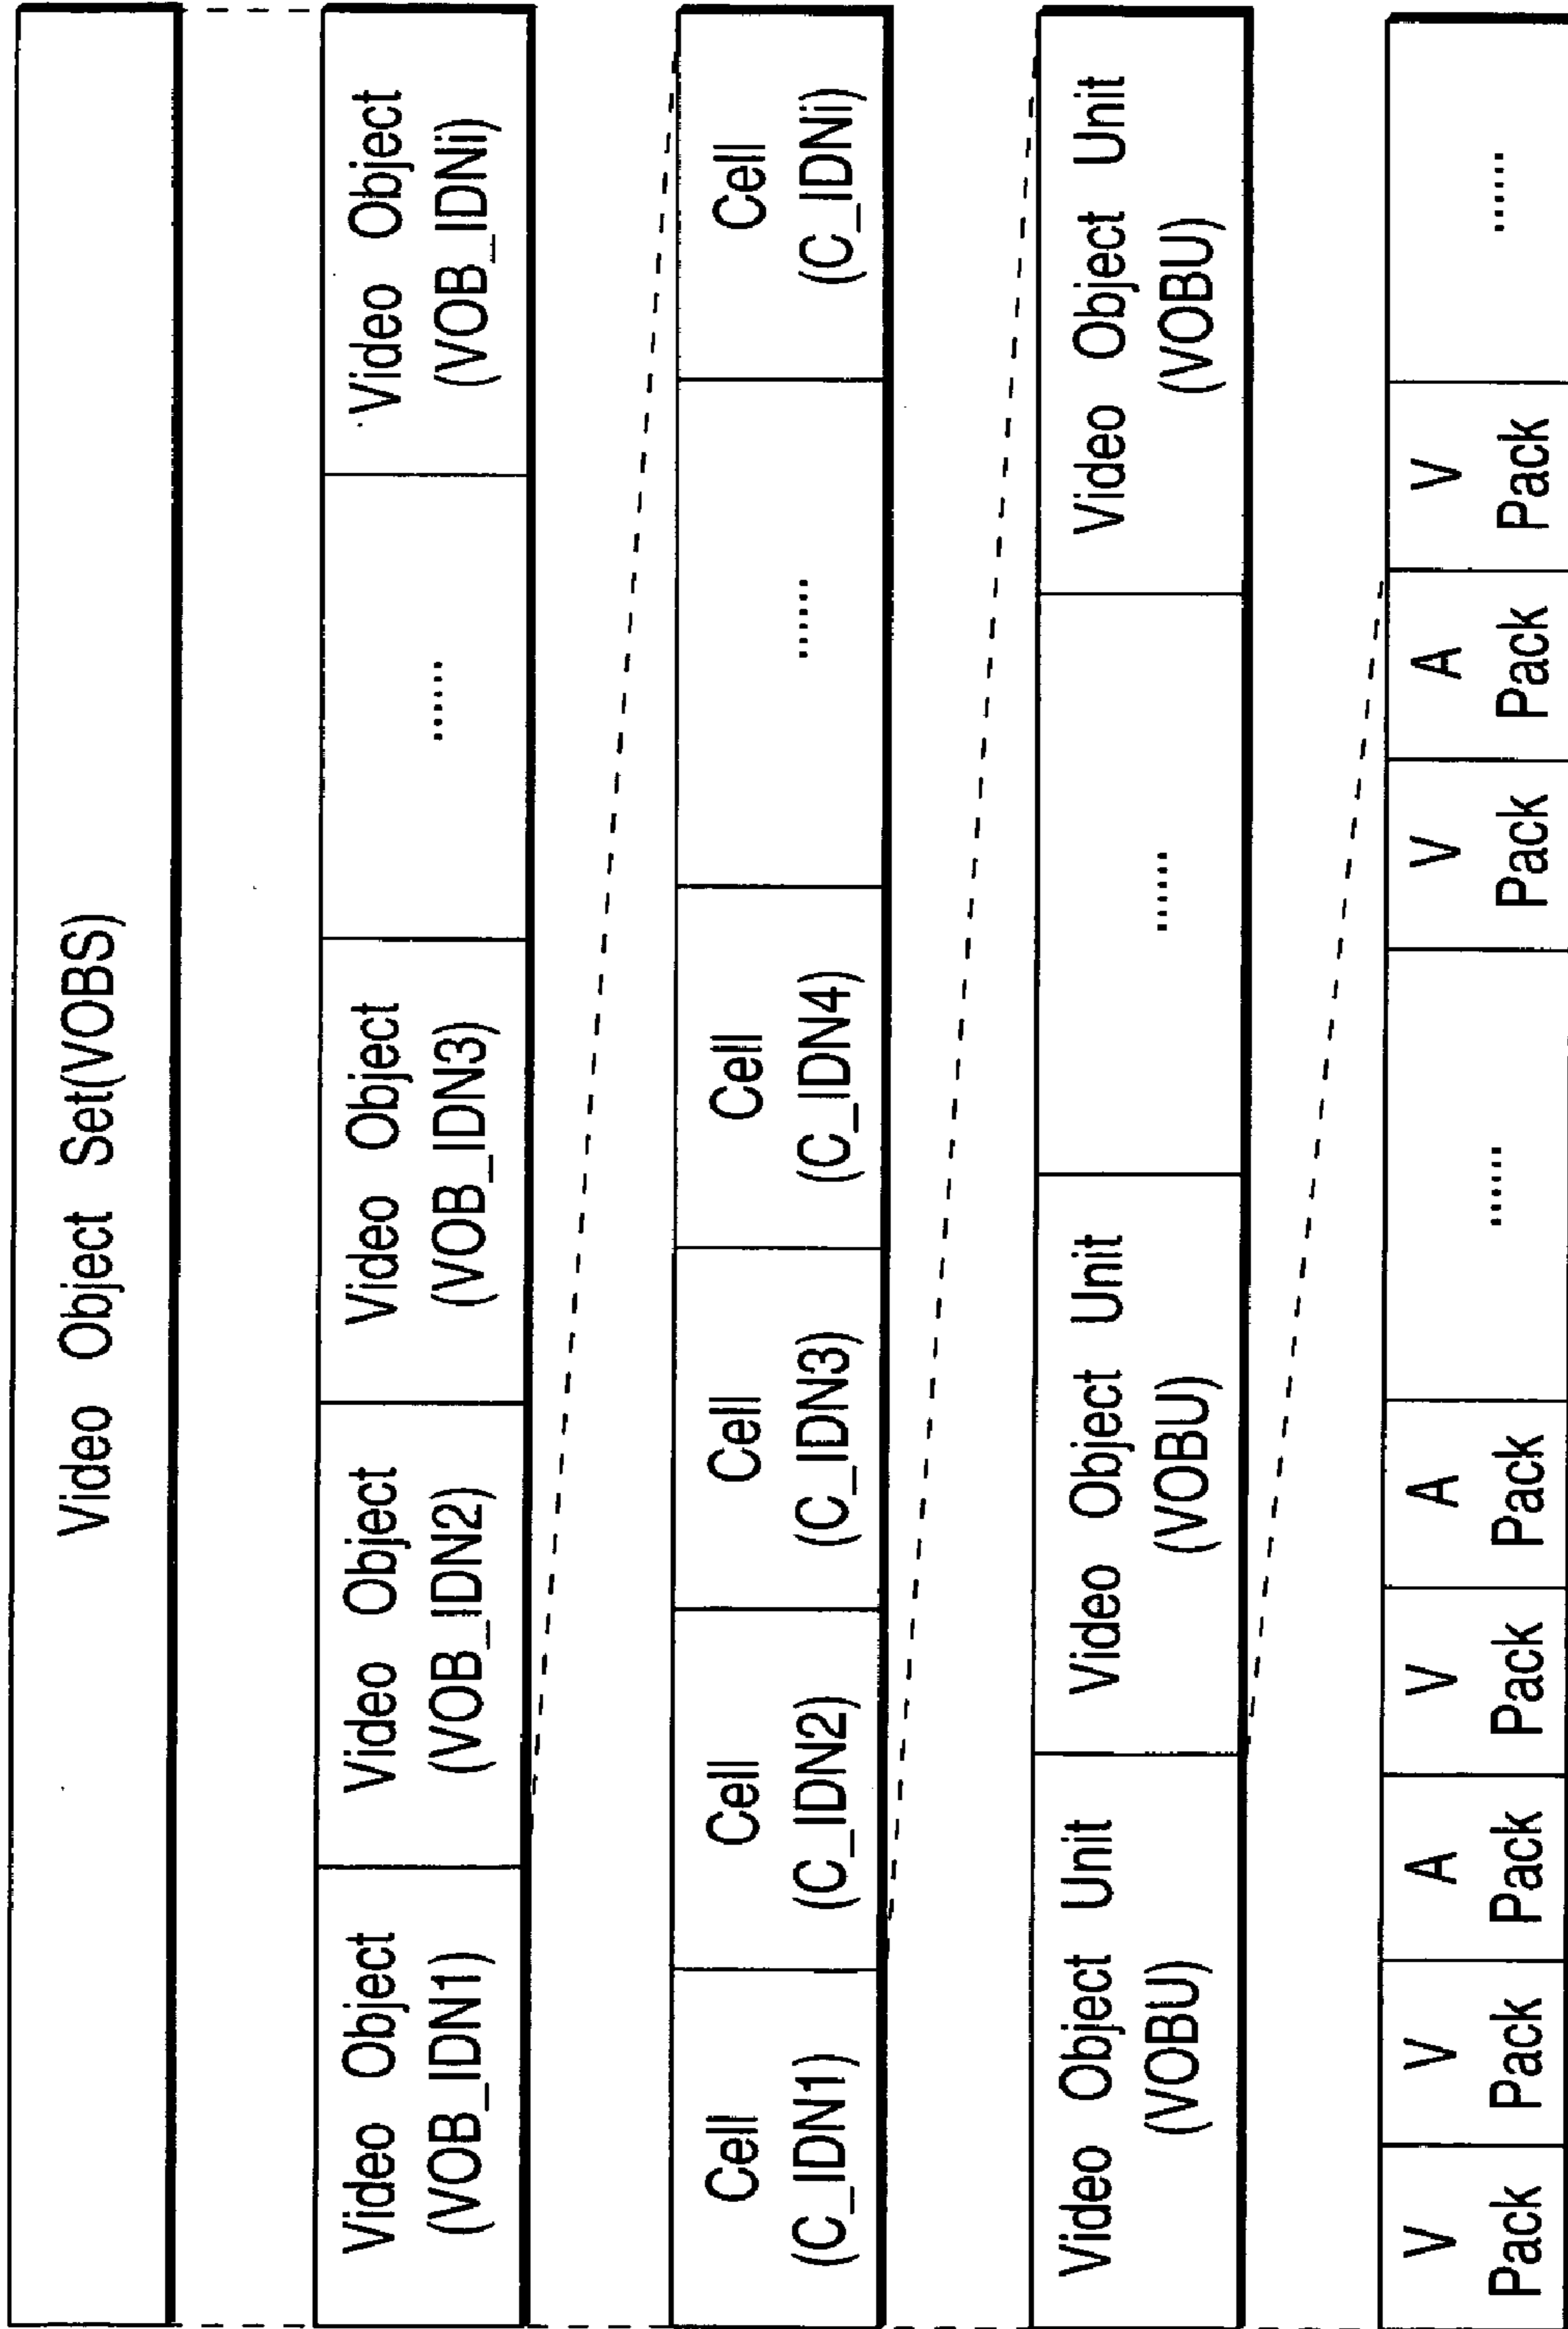 Video Object Set(VOBS)
Video Object
(VOB_IDN1)
Video Object
(VOB_IDN2)
Video Object
(VOB_IDN3)
......
Video Object
(VOB_IDNi)
Cell
(C_IDN1)
Cell
(C_IDN2)
Cell
(C_IDN3)
Cell
(C_IDN4)
......
Cell
(C_IDNi)
Video Object Unit
(VOBU)
Video Object Unit
(VOBU)
......
Video Object Unit
(VOBU)
V
Pack
V
Pack
A
Pack
V
Pack
A
Pack
......
V
Pack
A
Pack
V
Pack
......